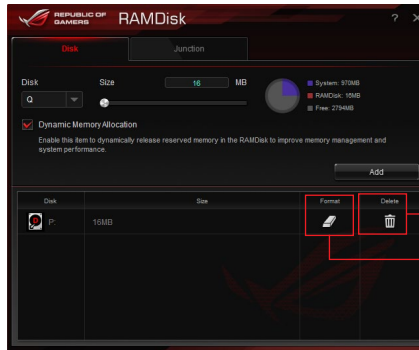 REPUBLIC OF GAMERS RAMDisk ? ×
Disk Junction
Disk Size 16 MB
Q
System: 970MB
RAMDisk: 16MB
Free: 2794MB
Dynamic Memory Allocation
Enable this item to dynamically release reserved memory in the RAMDisk to improve memory management and
system performance.
Add
Disk Size Format Delete
P: 16MB